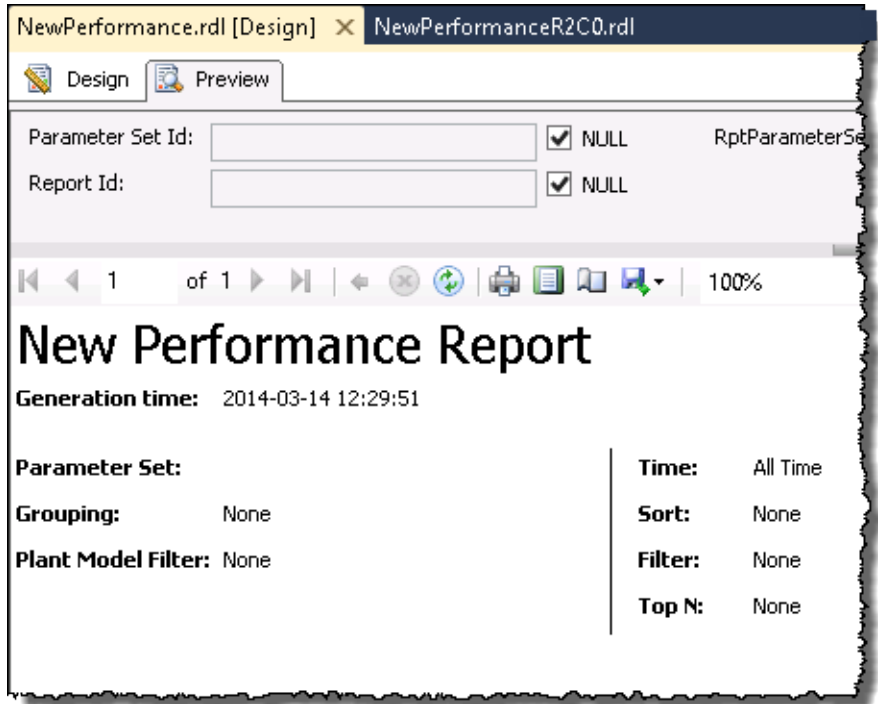 NewPerformance.rdl [Design] NewPerformanceR2C0.rdl
Design Preview
Parameter Set Id: NULL RptParameterSe
Report Id: NULL
1 of 1 100%
New Performance Report
Generation time: 2014-03-14 12:29:51
Parameter Set: Time: All Time
Grouping: None Sort: None
Plant Model Filter: None Filter: None
Top N: None